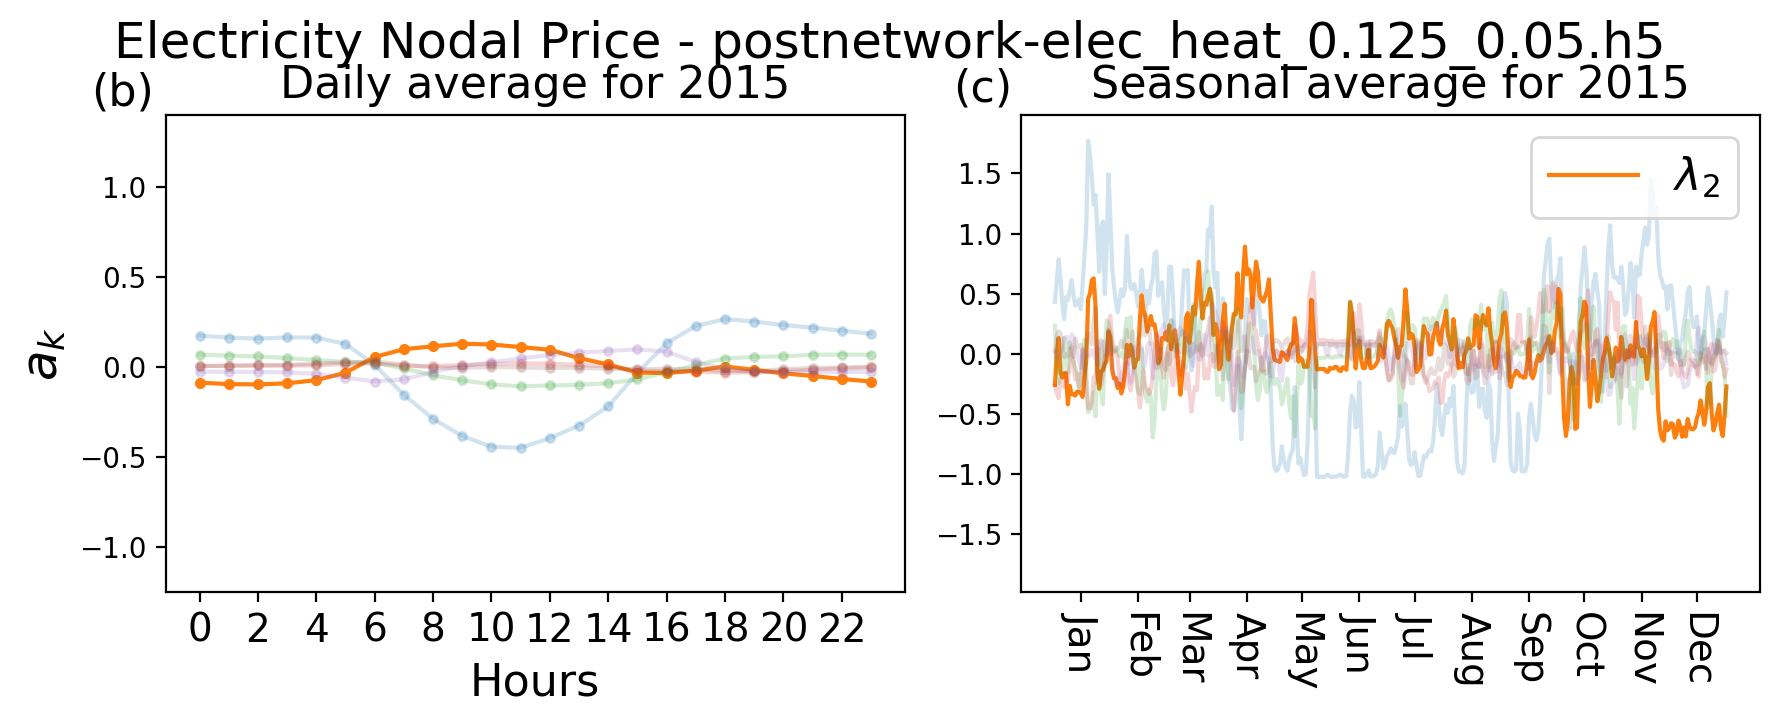 Electricity Nodal Price - postnetwork-elec_heat_0.125_0.05.h5
(b) Daily average for 2015
1.0
0.5
0.0
−0.5
−1.0
a_k
0 2 4 6 8 10 12 14 16 18 20 22
Hours
(c) Seasonal average for 2015
λ_2
1.5
1.0
0.5
0.0
−0.5
−1.0
−1.5
Jan Feb Mar Apr May Jun Jul Aug Sep Oct Nov Dec